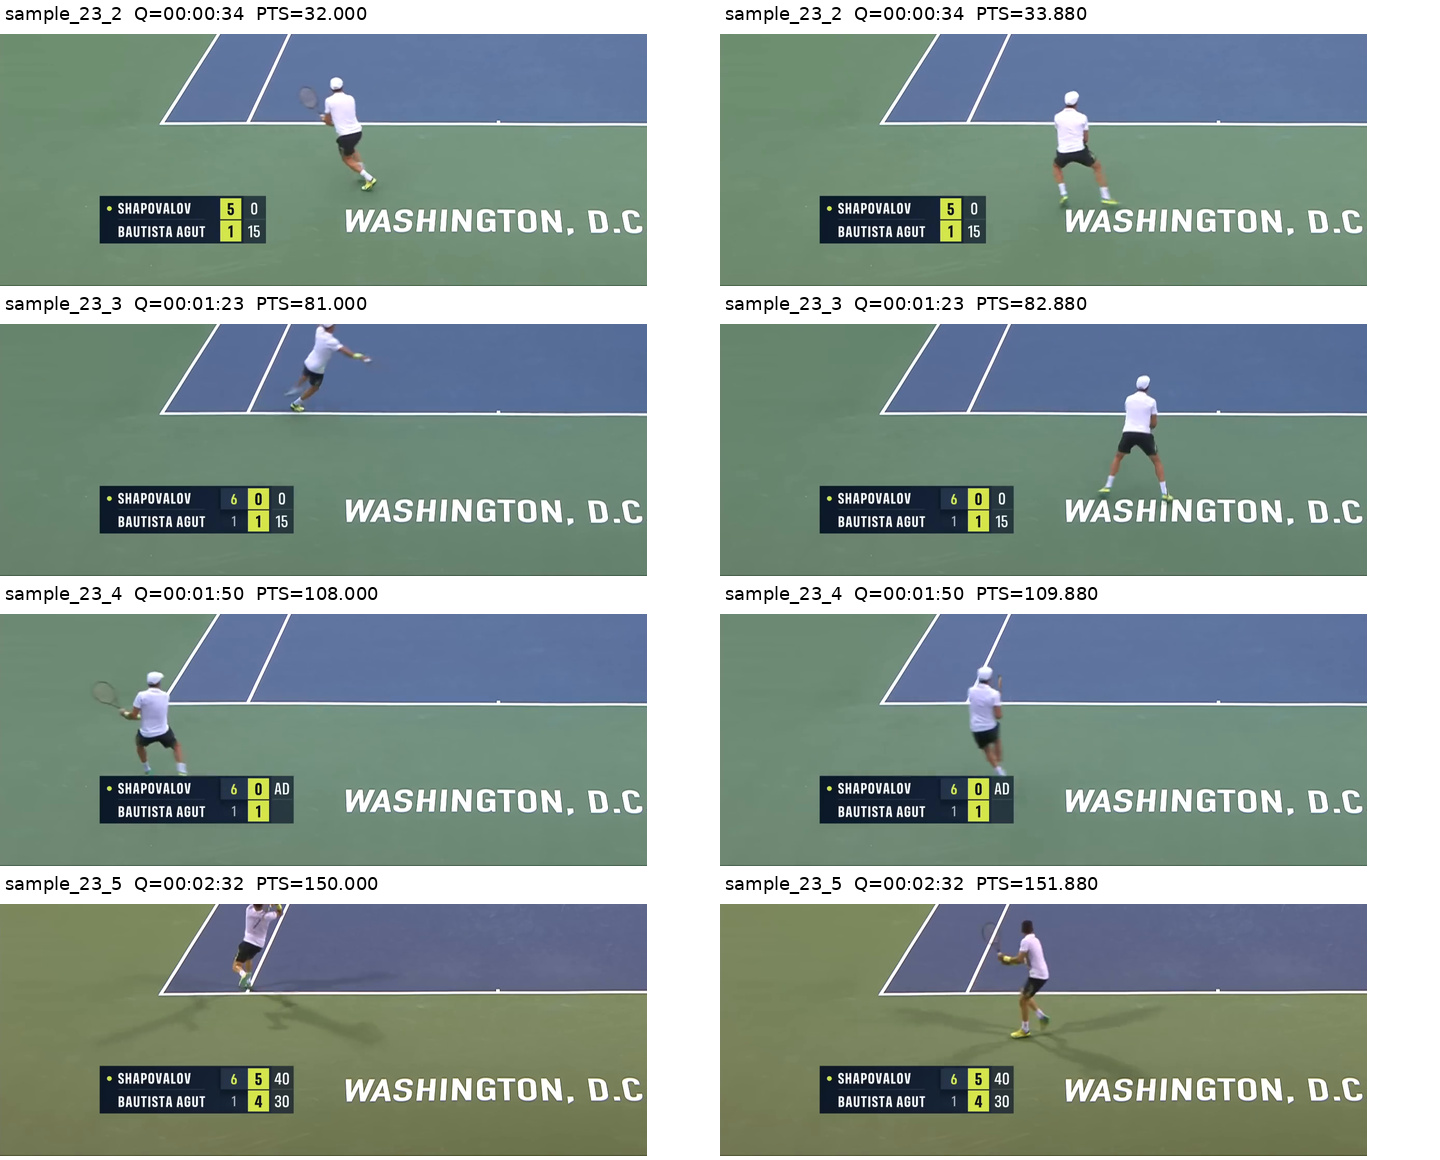 sample_23_2  Q=00:00:34  PTS=32.000
sample_23_2  Q=00:00:34  PTS=33.880
SHAPOVALOV 5 0
BAUTISTA AGUT 1 15
WASHINGTON, D.C
SHAPOVALOV 5 0
BAUTISTA AGUT 1 15
WASHINGTON, D.C
sample_23_3  Q=00:01:23  PTS=81.000
sample_23_3  Q=00:01:23  PTS=82.880
SHAPOVALOV 6 0 0
BAUTISTA AGUT 1 1 15
WASHINGTON, D.C
SHAPOVALOV 6 0 0
BAUTISTA AGUT 1 1 15
WASHINGTON, D.C
sample_23_4  Q=00:01:50  PTS=108.000
sample_23_4  Q=00:01:50  PTS=109.880
SHAPOVALOV 6 0 AD
BAUTISTA AGUT 1 1
WASHINGTON, D.C
SHAPOVALOV 6 0 AD
BAUTISTA AGUT 1 1
WASHINGTON, D.C
sample_23_5  Q=00:02:32  PTS=150.000
sample_23_5  Q=00:02:32  PTS=151.880
SHAPOVALOV 6 5 40
BAUTISTA AGUT 1 4 30
WASHINGTON, D.C
SHAPOVALOV 6 5 40
BAUTISTA AGUT 1 4 30
WASHINGTON, D.C